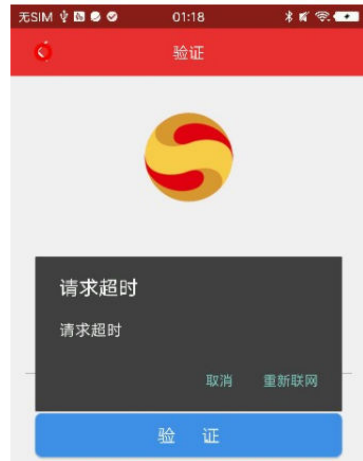 无SIM 01:18
验证
请求超时
请求超时
取消 重新联网
验 证